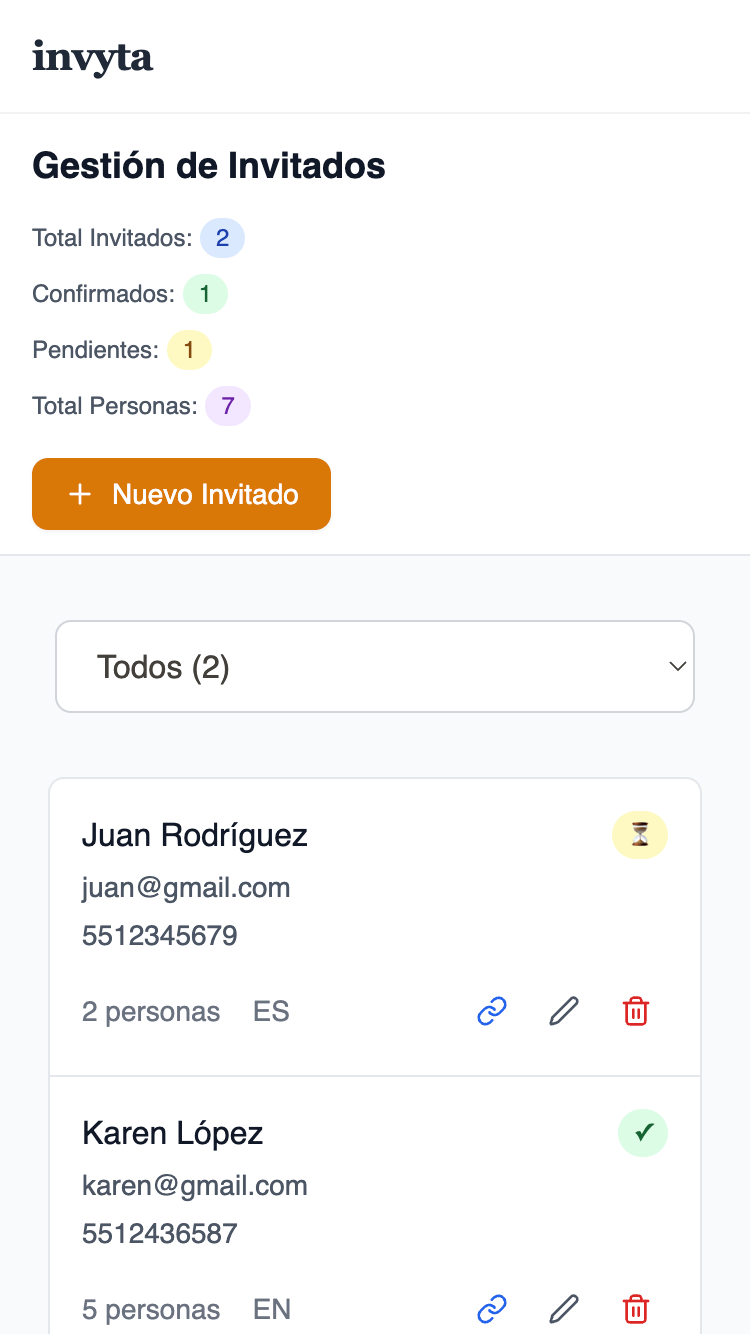 invyta
Gestión de Invitados
Total Invitados: 2
Confirmados: 1
Pendientes: 1
Total Personas: 7
+ Nuevo Invitado
Todos (2)
Juan Rodríguez
juan@gmail.com
5512345679
2 personas ES
Karen López
karen@gmail.com
5512436587
5 personas EN